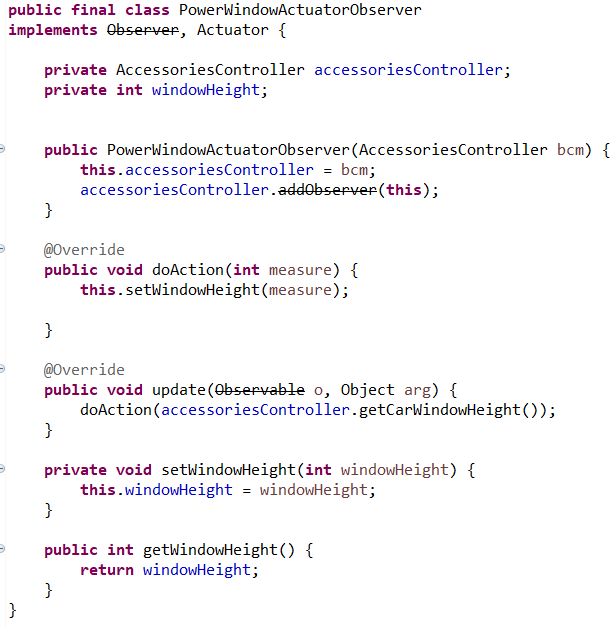 public final class PowerWindowActuatorObserver
implements Observer, Actuator {
private AccessoriesController accessoriesController;
private int windowHeight;
public PowerWindowActuatorObserver(AccessoriesController bcm) {
this.accessoriesController = bcm;
accessoriesController.addObserver(this);
}
@Override
public void doAction(int measure) {
this.setWindowHeight(measure);
}
@Override
public void update(Observable o, Object arg) {
doAction(accessoriesController.getCarWindowHeight());
}
private void setWindowHeight(int windowHeight) {
this.windowHeight = windowHeight;
}
public int getWindowHeight() {
return windowHeight;
}
}